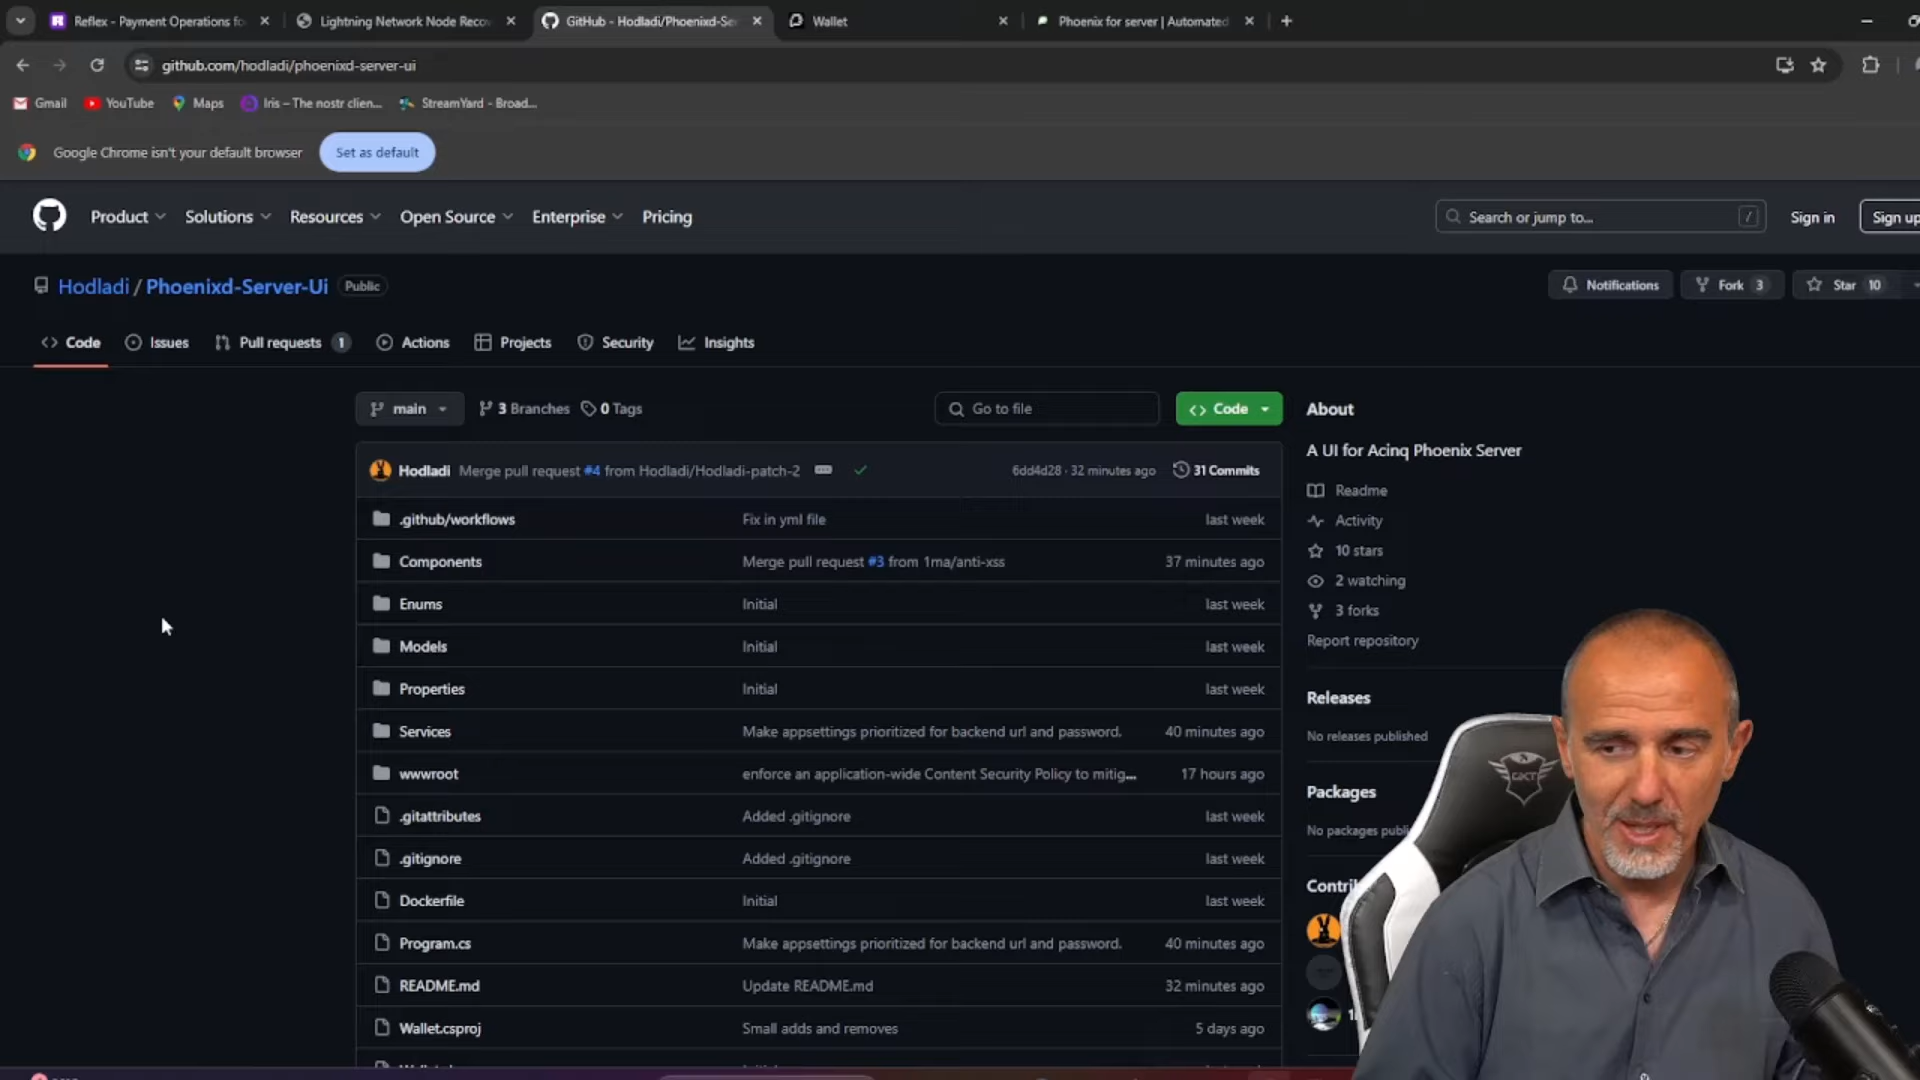 Reflex - Payment Operations fo
Lightning Network Node Reco
GitHub - Hodladi/Phoenixd-Se
Wallet
Phoenix for server | Automated
github.com/hodladi/phoenixd-server-ui
Gmail
YouTube
Maps
Iris – The nostr clien...
StreamYard - Broad...
Google Chrome isn't your default browser
Set as default
Product
Solutions
Resources
Open Source
Enterprise
Pricing
Search or jump to...
/
Sign in
Sign up
Hodladi / Phoenixd-Server-Ui
Public
Notifications
Fork 3
Star 10
Code
Issues
Pull requests 1
Actions
Projects
Security
Insights
main
3 Branches
0 Tags
Go to file
Code
Hodladi Merge pull request #4 from Hodladi/Hodladi-patch-2
6dd4d28 · 32 minutes ago
31 Commits
.github/workflows Fix in yml file last week
Components Merge pull request #3 from 1ma/anti-xss 37 minutes ago
Enums Initial last week
Models Initial last week
Properties Initial last week
Services Make appsettings prioritized for backend url and password. 40 minutes ago
wwwroot enforce an application-wide Content Security Policy to mitig... 17 hours ago
.gitattributes Added .gitignore last week
.gitignore Added .gitignore last week
Dockerfile Initial last week
Program.cs Make appsettings prioritized for backend url and password. 40 minutes ago
README.md Update README.md 32 minutes ago
Wallet.csproj Small adds and removes 5 days ago
About
A UI for Acinq Phoenix Server
Readme
Activity
10 stars
2 watching
3 forks
Report repository
Releases
No releases published
Packages
No packages publi
Contri
GXT